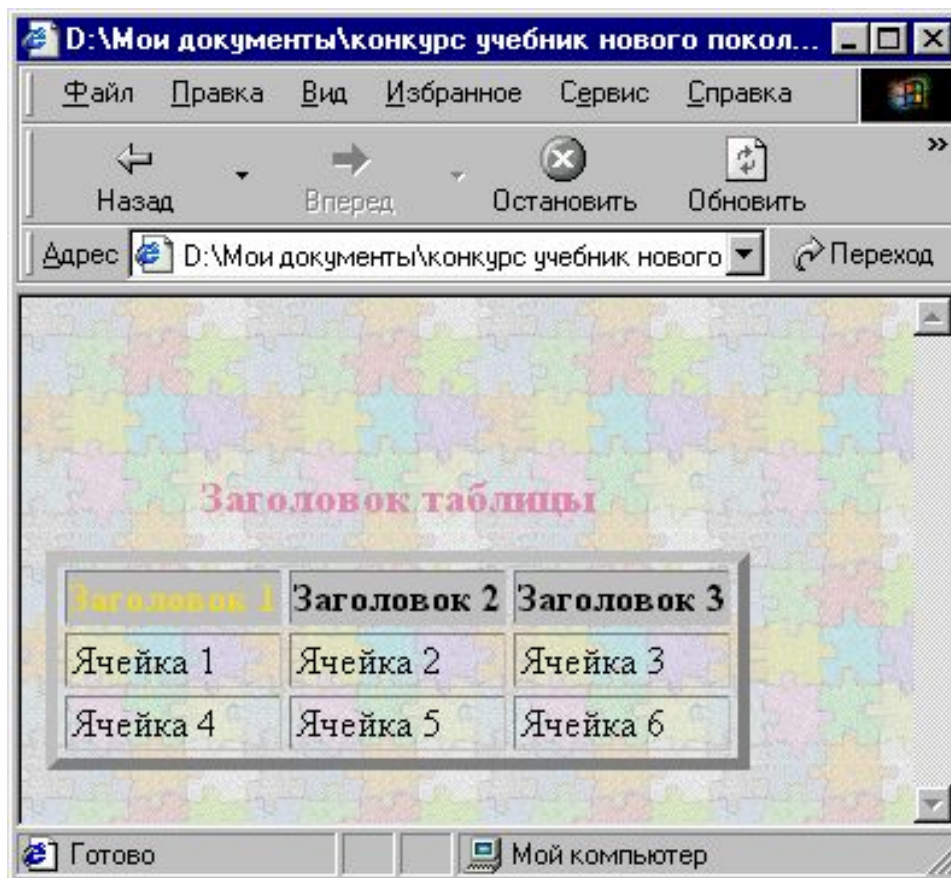 D:\Мои документы\конкурс учебник нового покол...
Файл Правка Вид Избранное Сервис Справка
Назад Вперед Остановить Обновить
Адрес D:\Мои документы\конкурс учебник нового Переход
Заголовок таблицы
Заголовок 1 Заголовок 2 Заголовок 3
Ячейка 1 Ячейка 2 Ячейка 3
Ячейка 4 Ячейка 5 Ячейка 6
Готово Мой компьютер